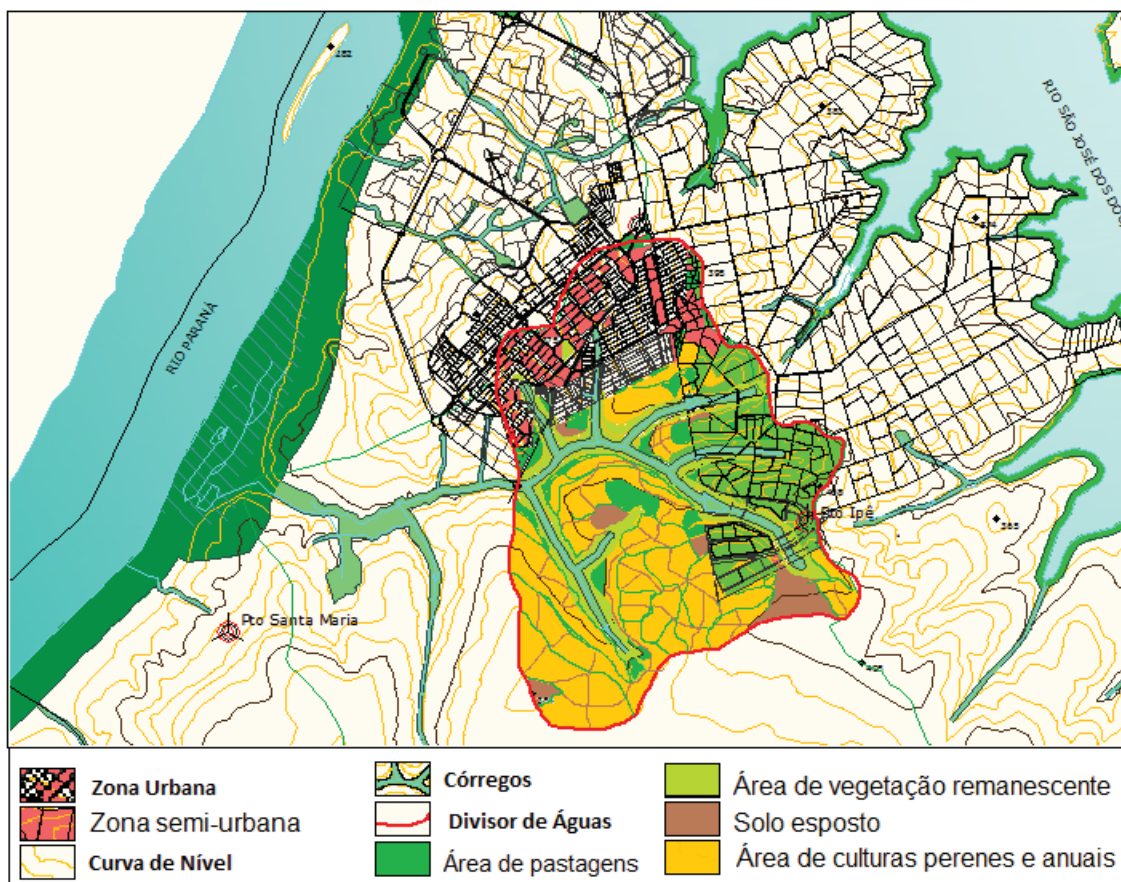 RIO PARANÁ
RIO SÃO JOSÉ DOS DOU
Pto Ipê
Pto Santa Maria
Zona Urbana
Zona semi-urbana
Curva de Nível
Córregos
Divisor de Águas
Área de pastagens
Área de vegetação remanescente
Solo esposto
Área de culturas perenes e anuais